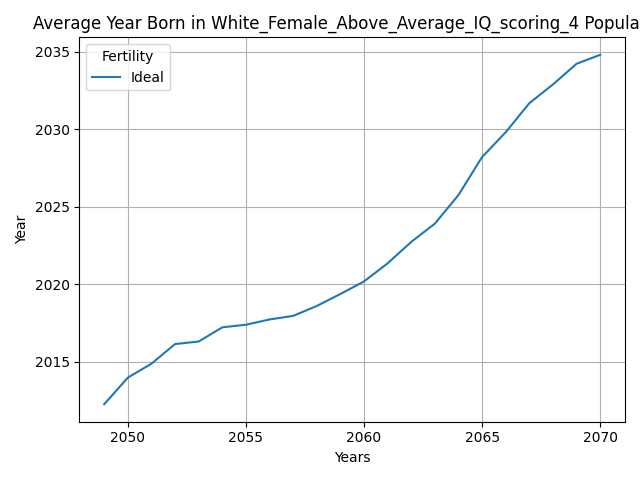 Average Year Born in White_Female_Above_Average_IQ_scoring_4 Popula
Fertility
Ideal
2035
2030
2025
2020
2015
Year
2050 2055 2060 2065 2070
Years